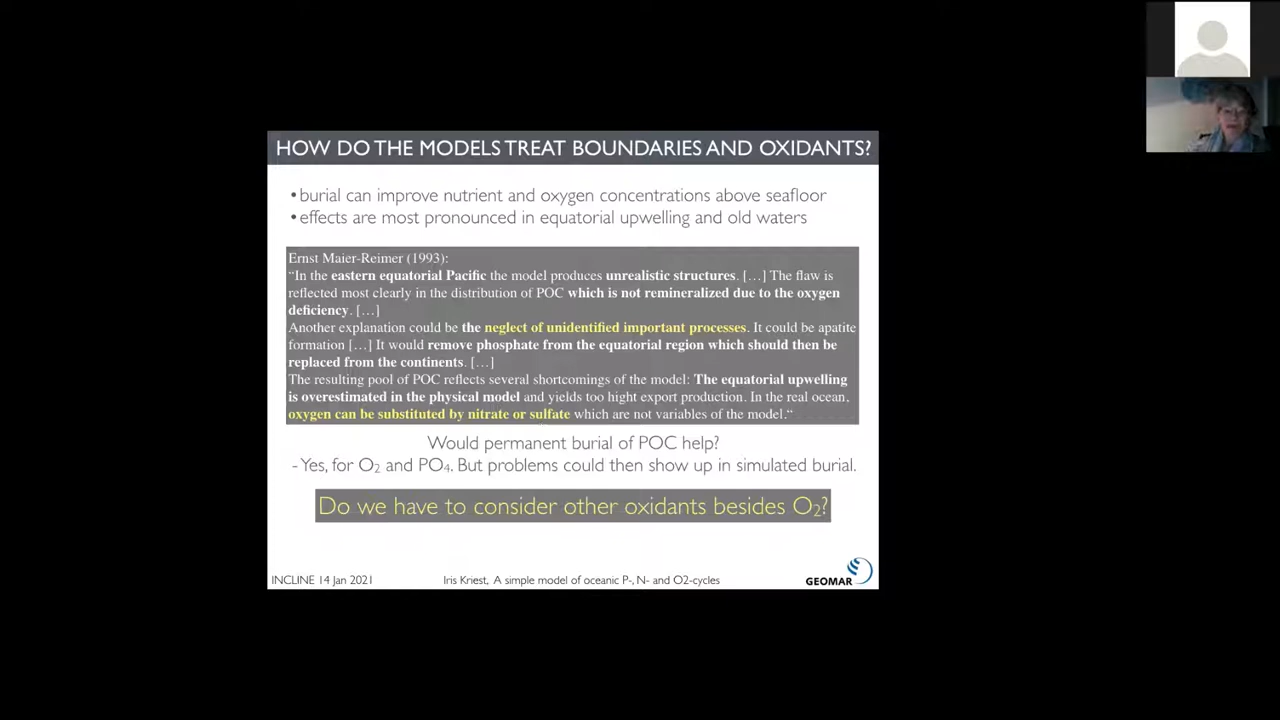 HOW DO THE MODELS TREAT BOUNDARIES AND OXIDANTS?
•burial can improve nutrient and oxygen concentrations above seafloor
•effects are most pronounced in equatorial upwelling and old waters
Ernst Maier-Reimer (1993):
“In the eastern equatorial Pacific the model produces unrealistic structures. […] The flaw is
reflected most clearly in the distribution of POC which is not remineralized due to the oxygen
deficiency. […]
Another explanation could be the neglect of unidentified important processes. It could be apatite
formation […] It would remove phosphate from the equatorial region which should then be
replaced from the continents. […]
The resulting pool of POC reflects several shortcomings of the model: The equatorial upwelling
is overestimated in the physical model and yields too hight export production. In the real ocean,
oxygen can be substituted by nitrate or sulfate which are not variables of the model.“
Would permanent burial of POC help?
- Yes, for O₂ and PO₄. But problems could then show up in simulated burial.
Do we have to consider other oxidants besides O₂?
INCLINE 14 Jan 2021
Iris Kriest, A simple model of oceanic P-, N- and O2-cycles
GEOMAR